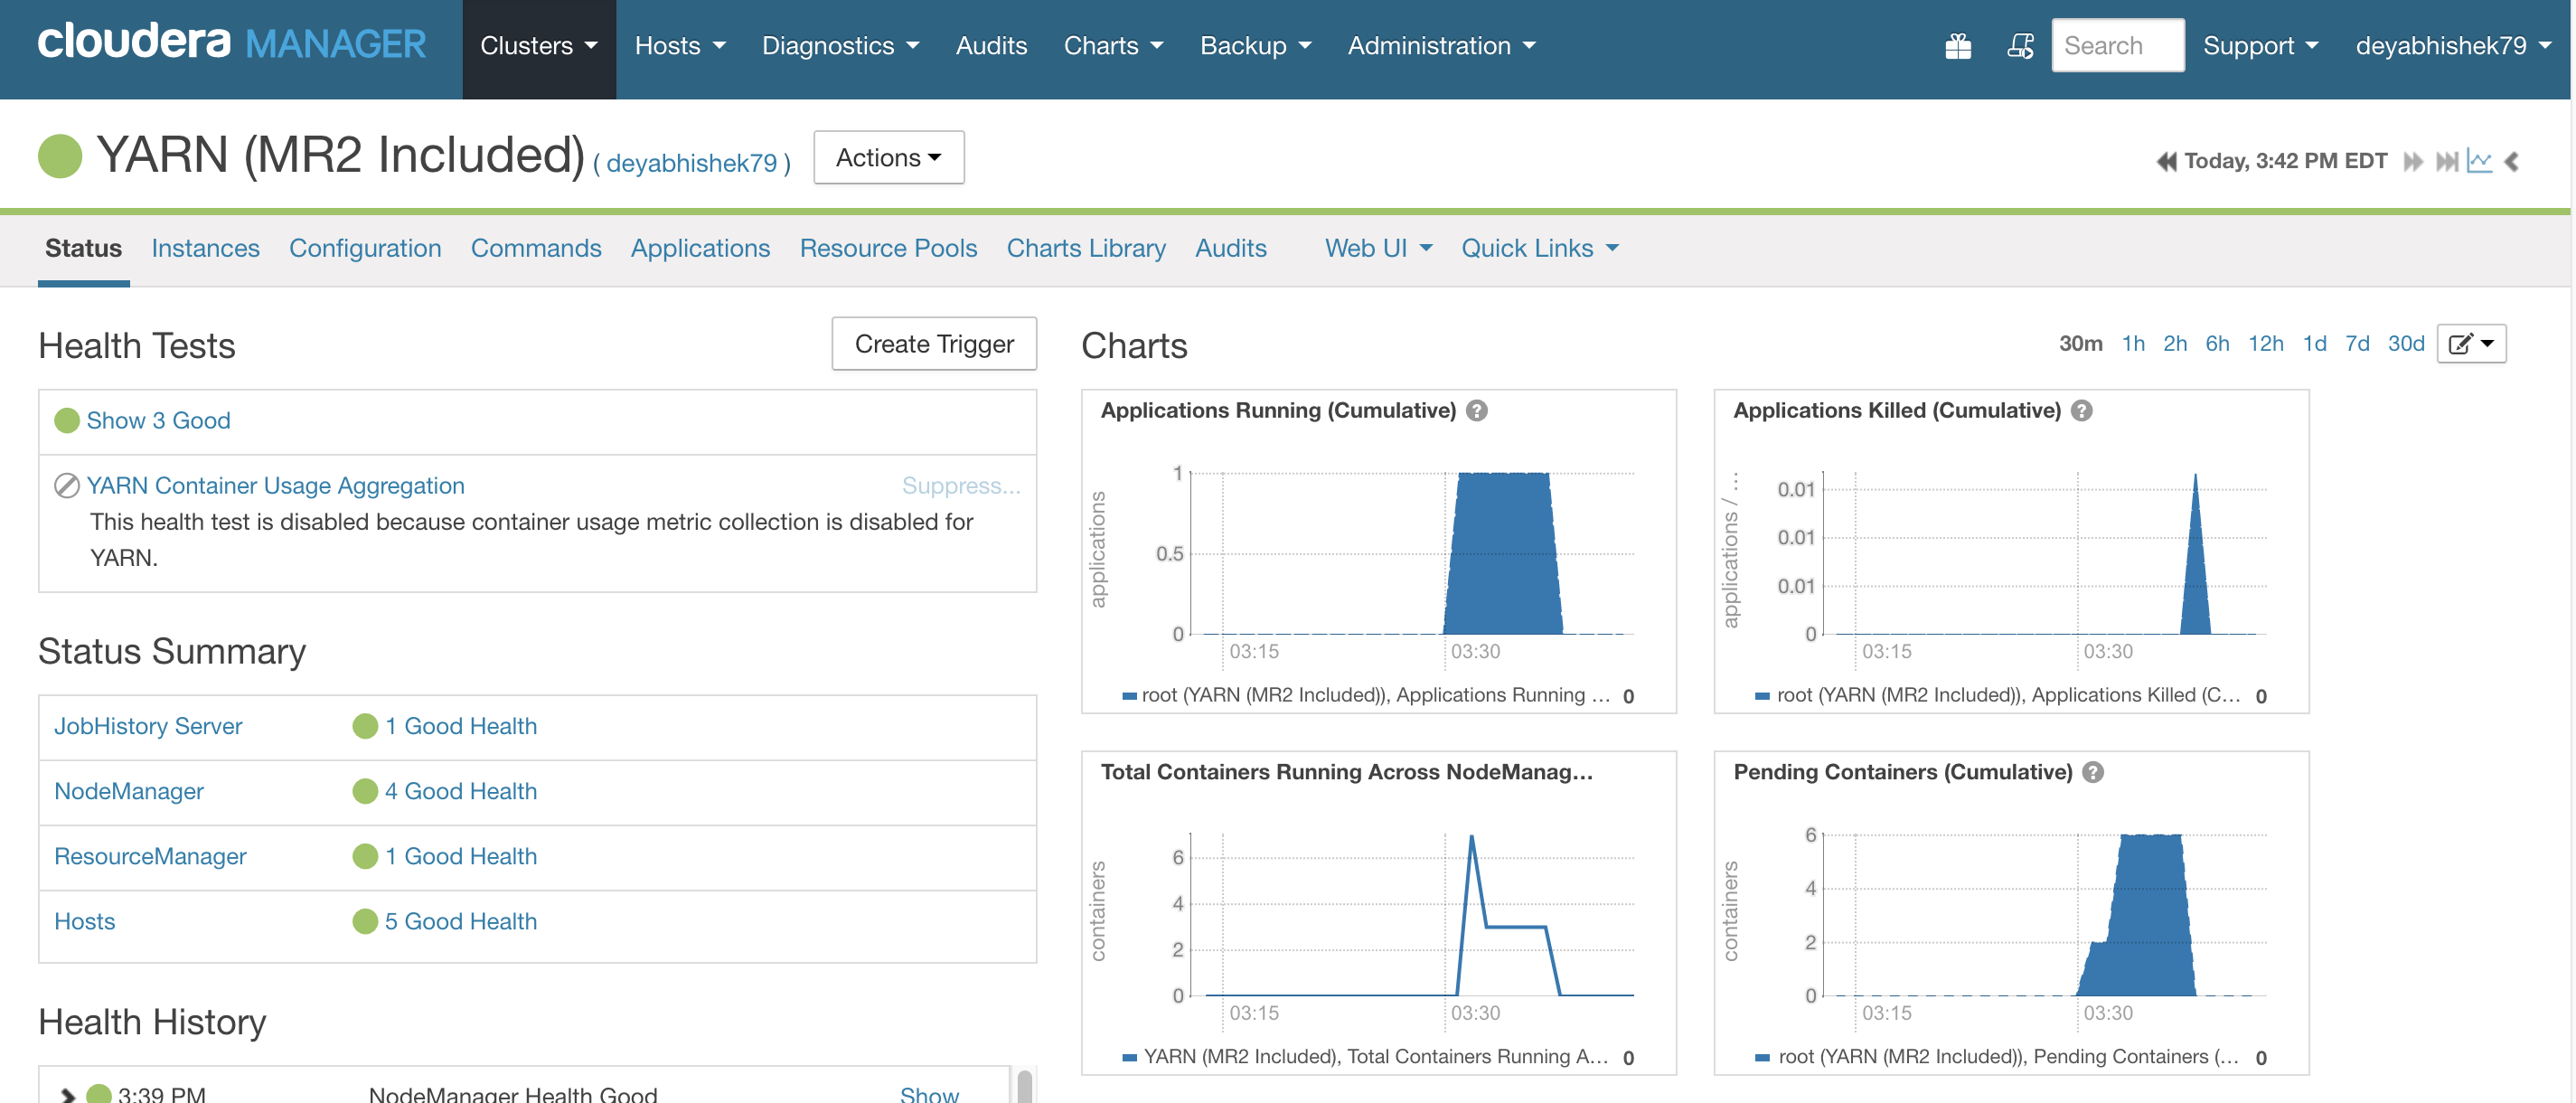 cloudera MANAGER Clusters Hosts Diagnostics Audits Charts Backup Administration Search Support deyabhishek79
YARN (MR2 Included) ( deyabhishek79 ) Actions Today, 3:42 PM EDT
Status Instances Configuration Commands Applications Resource Pools Charts Library Audits Web UI Quick Links
Health Tests Create Trigger
Show 3 Good
YARN Container Usage Aggregation Suppress...
This health test is disabled because container usage metric collection is disabled for
YARN.
Status Summary
JobHistory Server 1 Good Health
NodeManager 4 Good Health
ResourceManager 1 Good Health
Hosts 5 Good Health
Health History
3:39 PM NodeManager Health Good Show
Charts 30m 1h 2h 6h 12h 1d 7d 30d
Applications Running (Cumulative) ?
applications
1
0.5
0
03:15 03:30
root (YARN (MR2 Included)), Applications Running ... 0
Applications Killed (Cumulative) ?
applications / ...
0.01
0.01
0.01
0
03:15 03:30
root (YARN (MR2 Included)), Applications Killed (C... 0
Total Containers Running Across NodeManag...
containers
6
4
2
0
03:15 03:30
YARN (MR2 Included), Total Containers Running A... 0
Pending Containers (Cumulative) ?
containers
6
4
2
0
03:15 03:30
root (YARN (MR2 Included)), Pending Containers (... 0